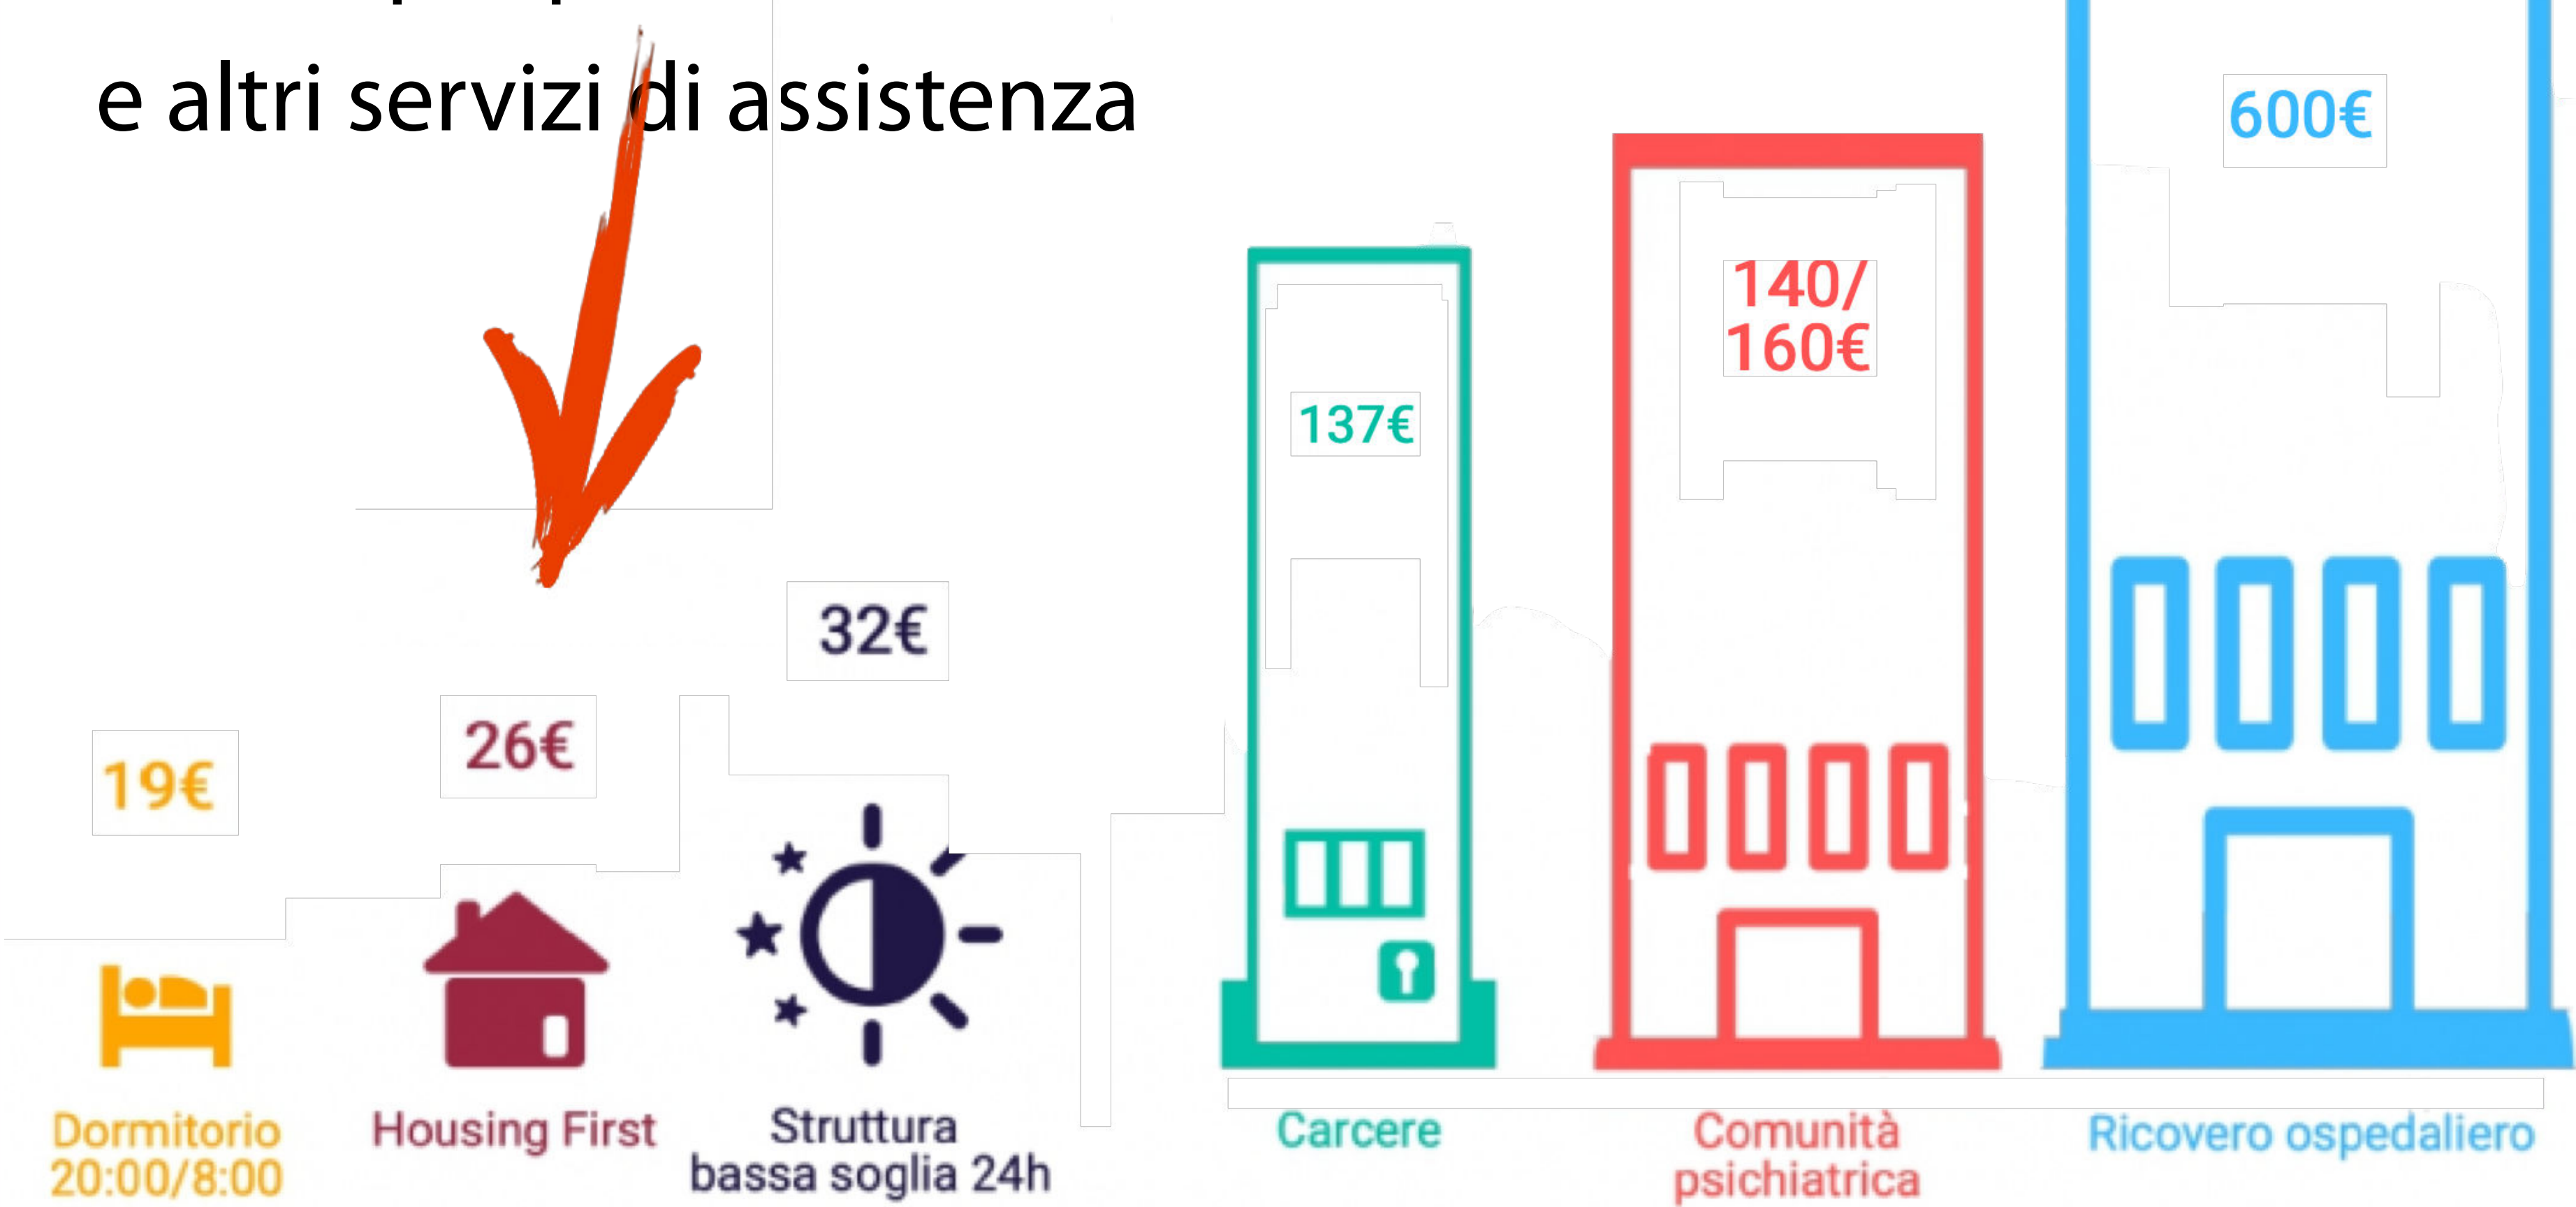 e altri servizi di assistenza
600€
140/
160€
137€
32€
26€
19€
Dormitorio
20:00/8:00
Housing First
Struttura
bassa soglia 24h
Carcere
Comunità
psichiatrica
Ricovero ospedaliero